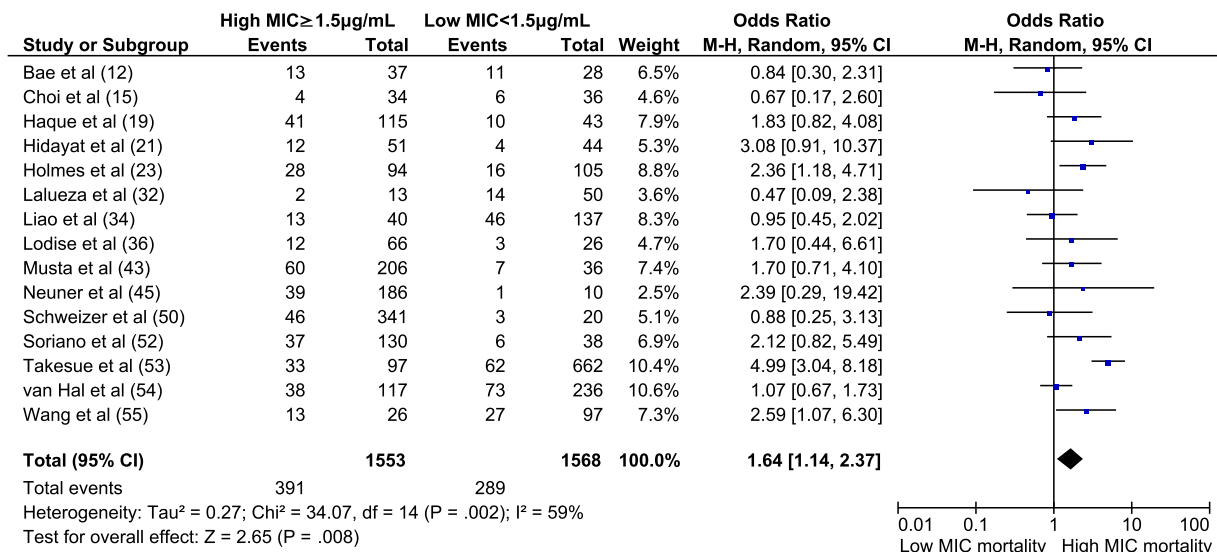 High MIC≥1.5µg/mL Low MIC<1.5µg/mL Odds Ratio Odds Ratio
Study or Subgroup Events Total Events Total Weight M-H, Random, 95% CI M-H, Random, 95% CI
Bae et al (12) 13 37 11 28 6.5% 0.84 [0.30, 2.31]
Choi et al (15) 4 34 6 36 4.6% 0.67 [0.17, 2.60]
Haque et al (19) 41 115 10 43 7.9% 1.83 [0.82, 4.08]
Hidayat et al (21) 12 51 4 44 5.3% 3.08 [0.91, 10.37]
Holmes et al (23) 28 94 16 105 8.8% 2.36 [1.18, 4.71]
Lalueza et al (32) 2 13 14 50 3.6% 0.47 [0.09, 2.38]
Liao et al (34) 13 40 46 137 8.3% 0.95 [0.45, 2.02]
Lodise et al (36) 12 66 3 26 4.7% 1.70 [0.44, 6.61]
Musta et al (43) 60 206 7 36 7.4% 1.70 [0.71, 4.10]
Neuner et al (45) 39 186 1 10 2.5% 2.39 [0.29, 19.42]
Schweizer et al (50) 46 341 3 20 5.1% 0.88 [0.25, 3.13]
Soriano et al (52) 37 130 6 38 6.9% 2.12 [0.82, 5.49]
Takesue et al (53) 33 97 62 662 10.4% 4.99 [3.04, 8.18]
van Hal et al (54) 38 117 73 236 10.6% 1.07 [0.67, 1.73]
Wang et al (55) 13 26 27 97 7.3% 2.59 [1.07, 6.30]
Total (95% CI) 1553 1568 100.0% 1.64 [1.14, 2.37]
Total events 391 289
Heterogeneity: Tau² = 0.27; Chi² = 34.07, df = 14 (P = .002); I² = 59%
Test for overall effect: Z = 2.65 (P = .008)
0.01 0.1 1 10 100
Low MIC mortality High MIC mortality